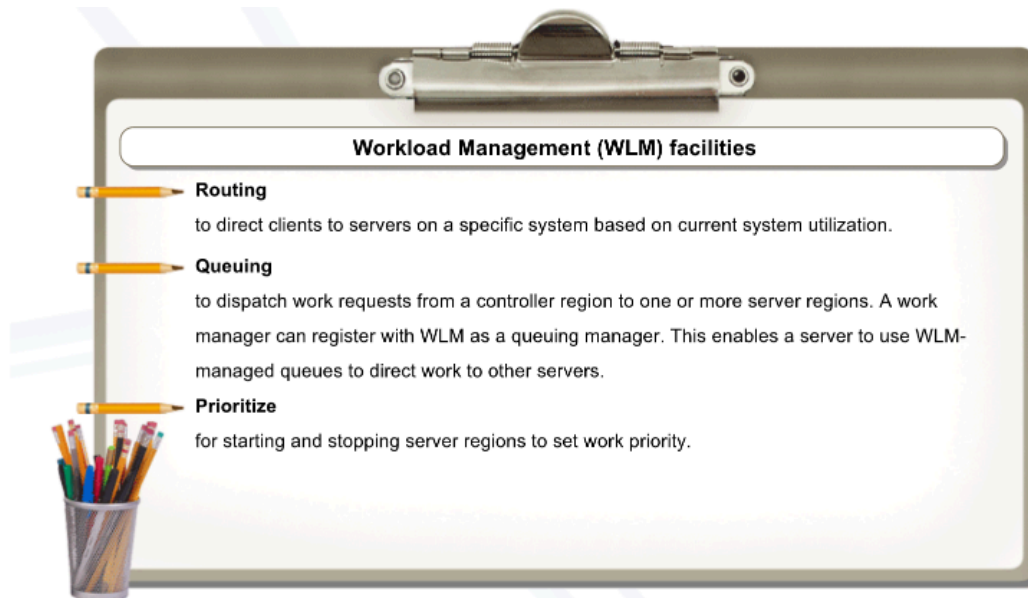 Workload Management (WLM) facilities
Routing
to direct clients to servers on a specific system based on current system utilization.
Queuing
to dispatch work requests from a controller region to one or more server regions. A work
manager can register with WLM as a queuing manager. This enables a server to use WLM-
managed queues to direct work to other servers.
Prioritize
for starting and stopping server regions to set work priority.